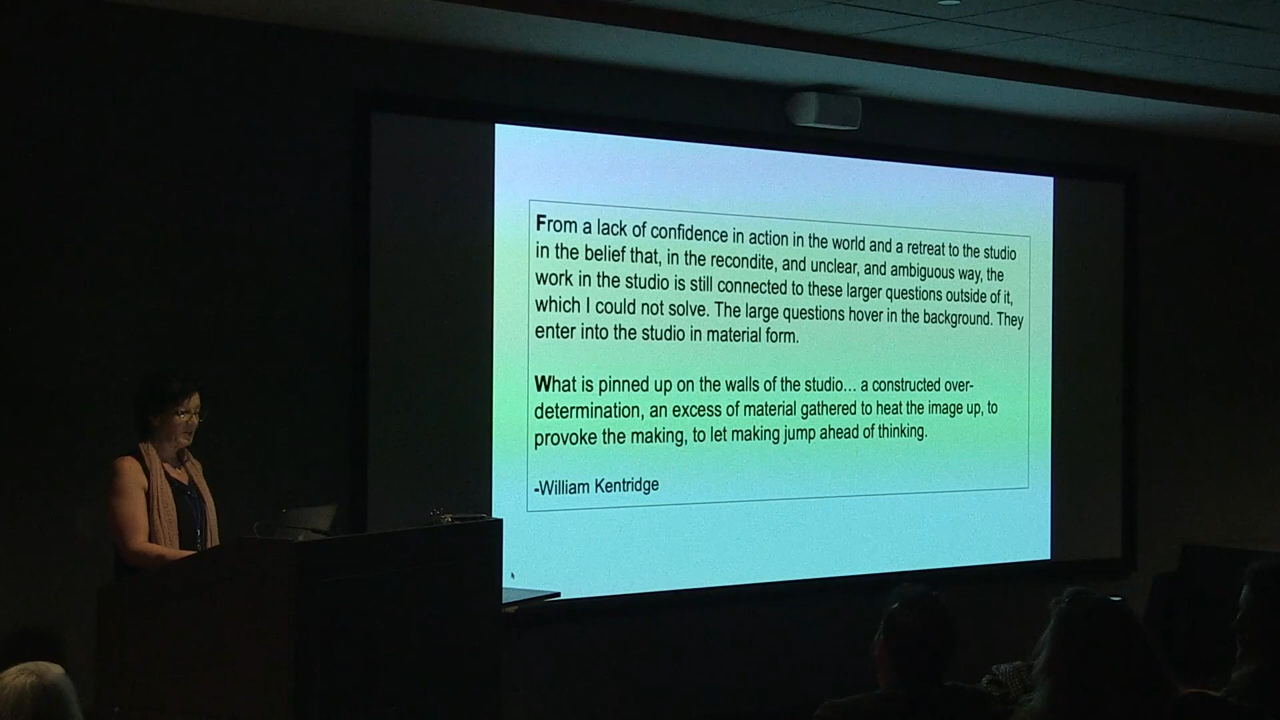 From a lack of confidence in action in the world and a retreat to the studio
in the belief that, in the recondite, and unclear, and ambiguous way, the
work in the studio is still connected to these larger questions outside of it,
which I could not solve. The large questions hover in the background. They
enter into the studio in material form.
What is pinned up on the walls of the studio… a constructed over-
determination, an excess of material gathered to heat the image up, to
provoke the making, to let making jump ahead of thinking.
-William Kentridge